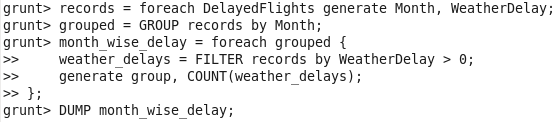 grunt> records = foreach DelayedFlights generate Month, WeatherDelay;
grunt> grouped = GROUP records by Month;
grunt> month_wise_delay = foreach grouped {
>>     weather_delays = FILTER records by WeatherDelay > 0;
>>     generate group, COUNT(weather_delays);
>> };
grunt> DUMP month_wise_delay;